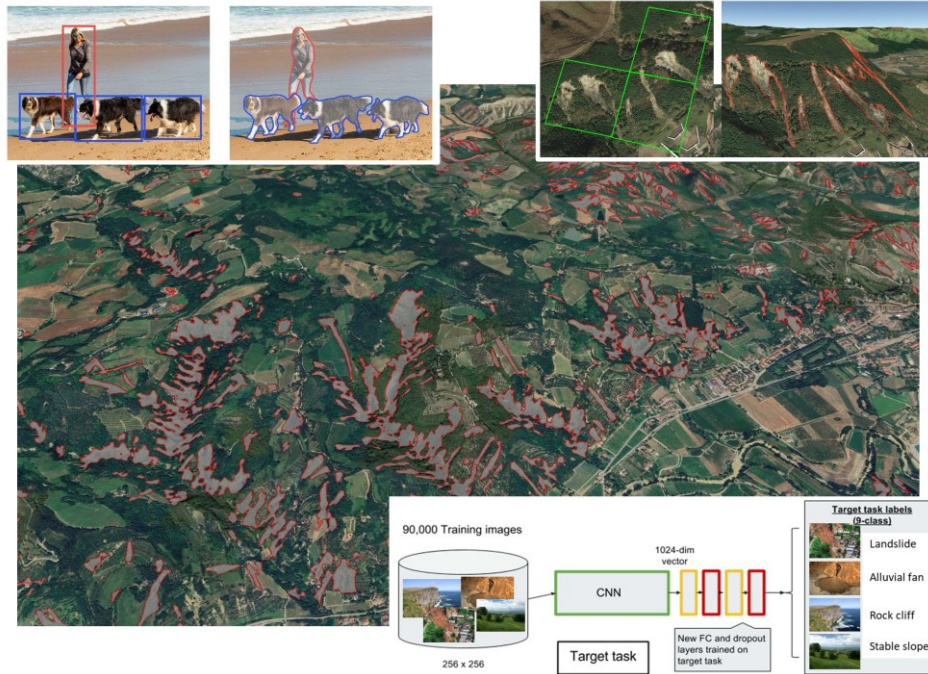 90,000 Training images
256 x 256
CNN
1024-dim
vector
New FC and dropout
layers trained on
target task
Target task
Target task labels
(9-class)
Landslide
Alluvial fan
Rock cliff
Stable slope